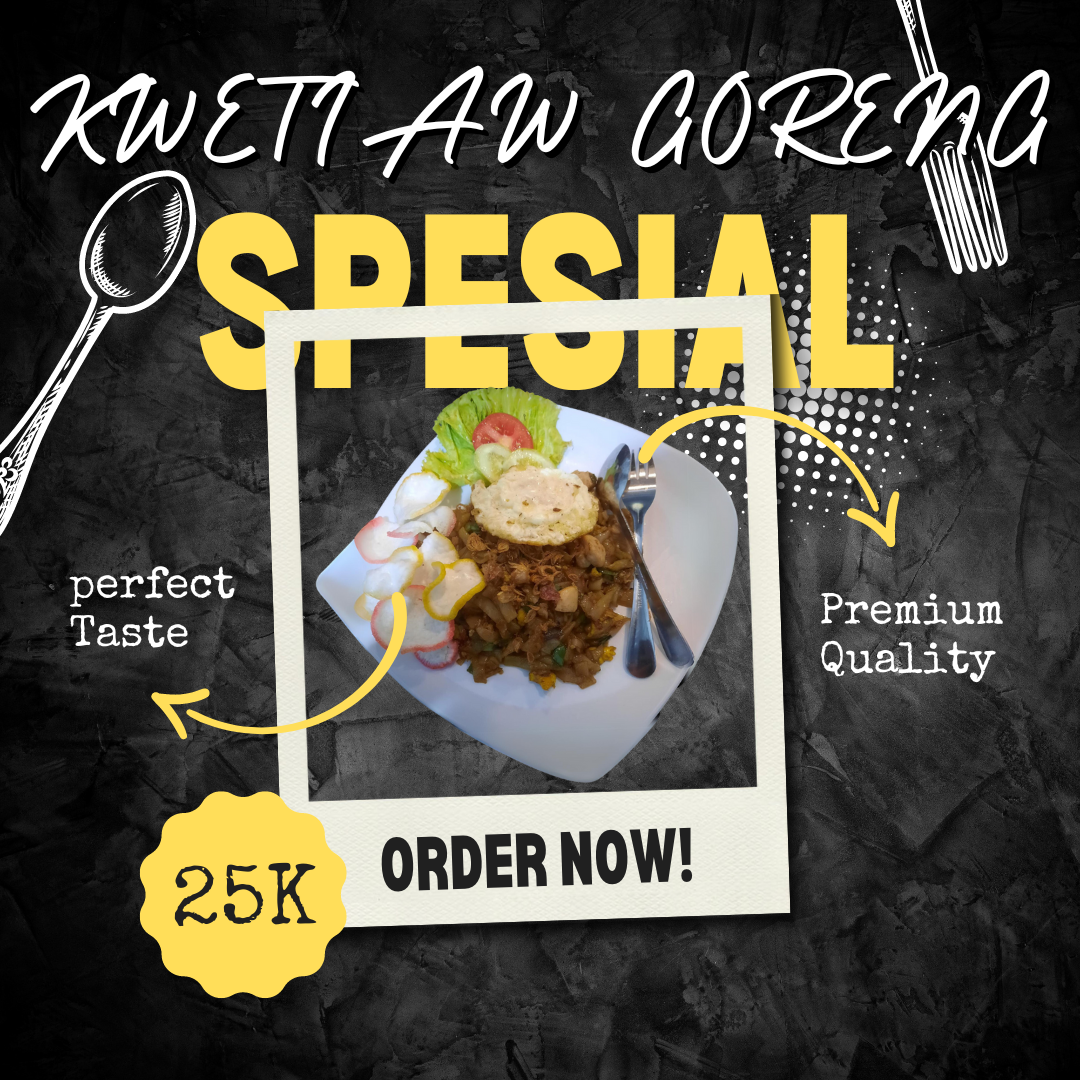 KWETIAW GORENG
SPESIAL
perfect
Taste
Premium
Quality
ORDER NOW!
25K